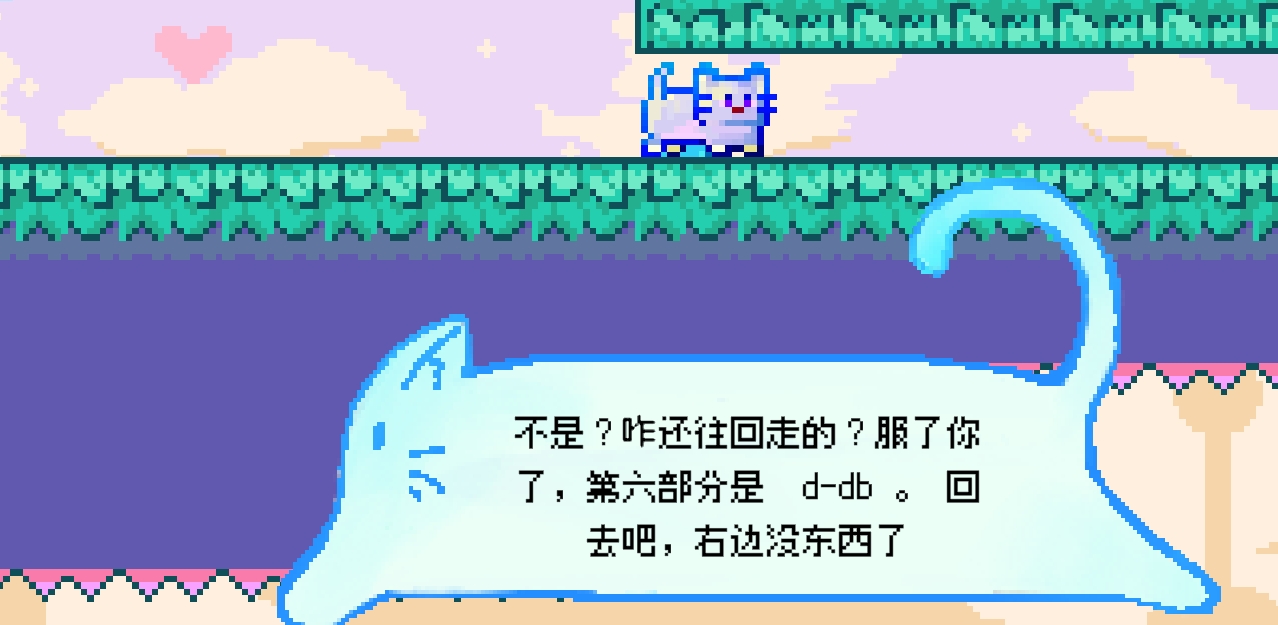 不是？咋还往回走的？服了你
了，第六部分是 d-db 。 回
去吧，右边没东西了